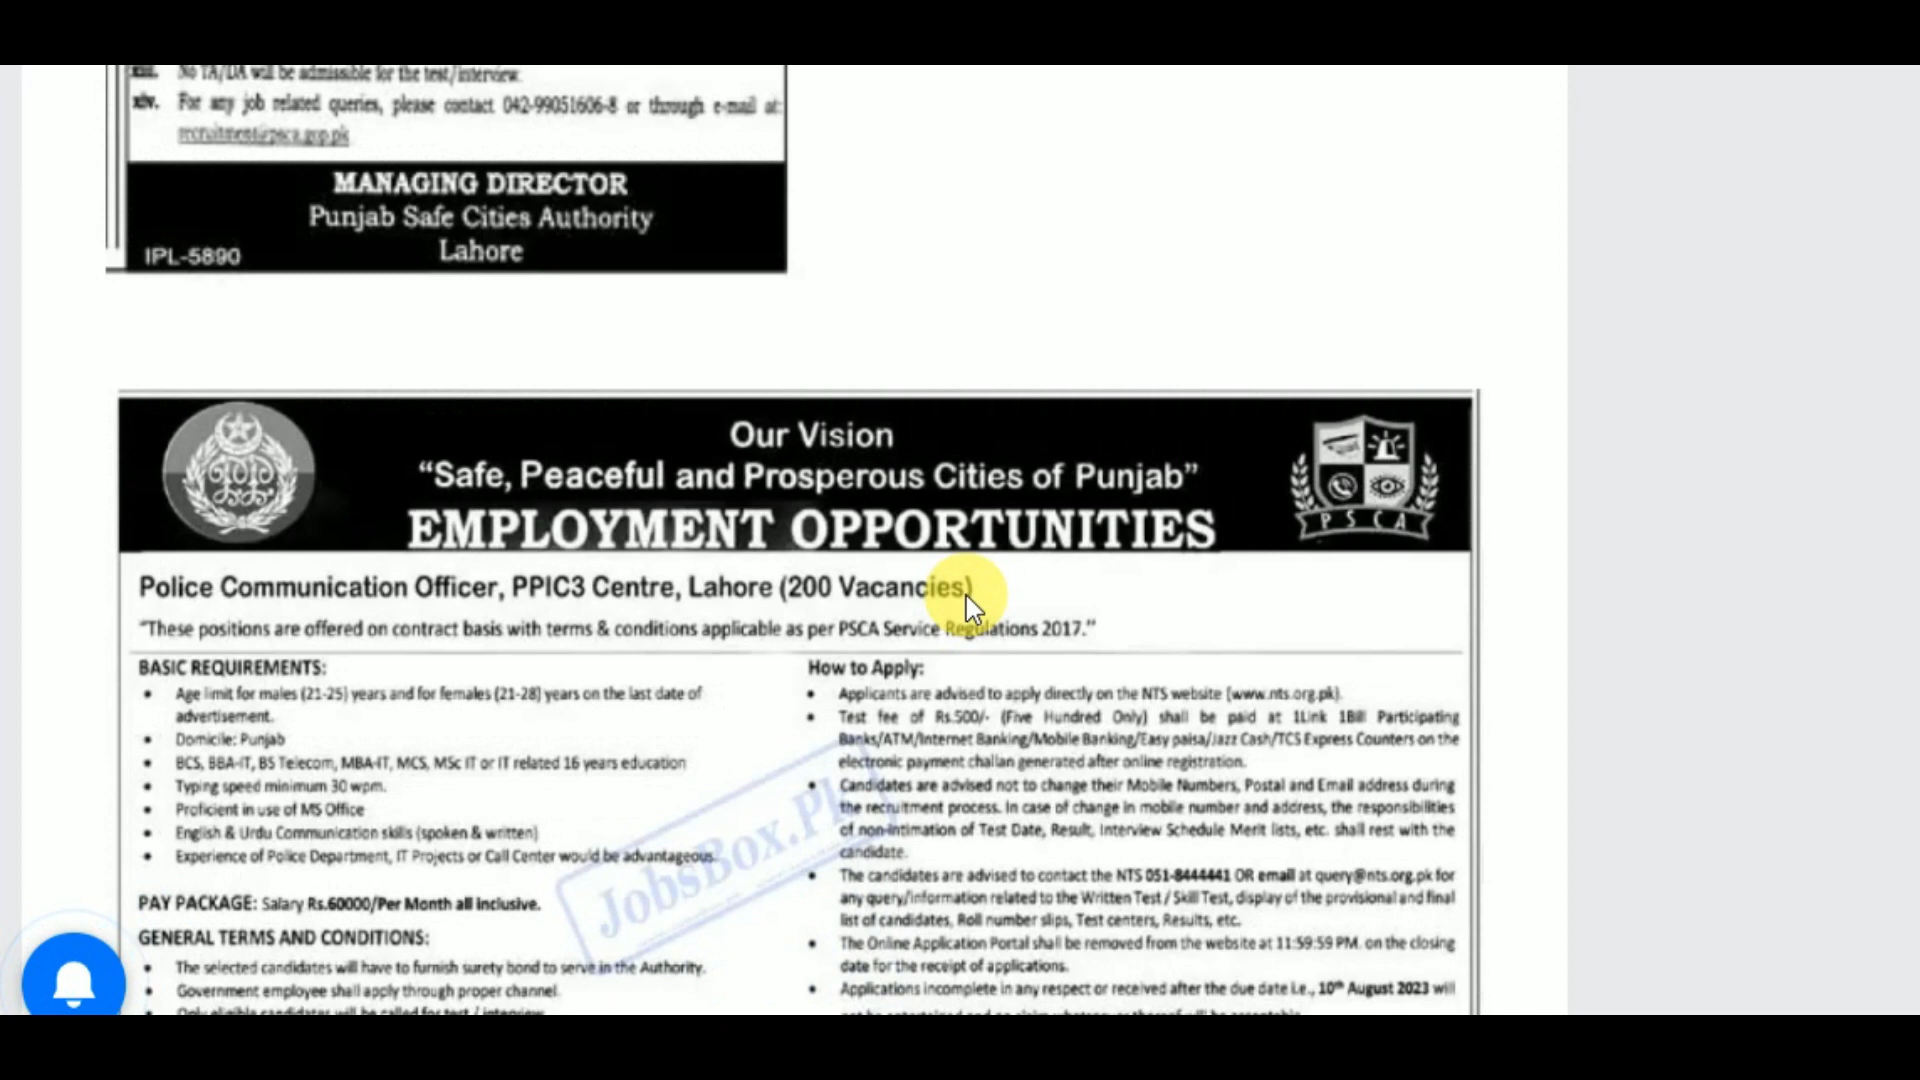 xiii. No TA/DA will be admissible for the test/interview.
xiv. For any job related queries, please contact 042-99051606-8 or through e-mail at:
recruitment@psca.gop.pk
MANAGING DIRECTOR
Punjab Safe Cities Authority
Lahore
IPL-5890
Our Vision
“Safe, Peaceful and Prosperous Cities of Punjab”
EMPLOYMENT OPPORTUNITIES
PSCA
Police Communication Officer, PPIC3 Centre, Lahore (200 Vacancies)
"These positions are offered on contract basis with terms & conditions applicable as per PSCA Service Regulations 2017."
BASIC REQUIREMENTS:
• Age limit for males (21-25) years and for females (21-28) years on the last date of
advertisement.
• Domicile: Punjab
• BCS, BBA-IT, BS Telecom, MBA-IT, MCS, MSc IT or IT related 16 years education
• Typing speed minimum 30 wpm.
• Proficient in use of MS Office
• English & Urdu Communication skills (spoken & written)
• Experience of Police Department, IT Projects or Call Center would be advantageous.
PAY PACKAGE: Salary Rs.60000/Per Month all inclusive.
GENERAL TERMS AND CONDITIONS:
• The selected candidates will have to furnish surety bond to serve in the Authority.
• Government employee shall apply through proper channel.
• Only eligible candidates will be called for test / interview
How to Apply:
• Applicants are advised to apply directly on the NTS website (www.nts.org.pk).
• Test fee of Rs.500/- (Five Hundred Only) shall be paid at 1Link 1Bill Participating
Banks/ATM/Internet Banking/Mobile Banking/Easy paisa/Jazz Cash/TCS Express Counters on the
electronic payment challan generated after online registration.
• Candidates are advised not to change their Mobile Numbers, Postal and Email address during
the recruitment process. In case of change in mobile number and address, the responsibilities
of non-intimation of Test Date, Result, Interview Schedule Merit lists, etc. shall rest with the
candidate.
• The candidates are advised to contact the NTS 051-8444441 OR email at query@nts.org.pk for
any query/information related to the Written Test / Skill Test, display of the provisional and final
list of candidates, Roll number slips, Test centers, Results, etc.
• The Online Application Portal shall be removed from the website at 11:59:59 PM. on the closing
date for the receipt of applications.
• Applications incomplete in any respect or received after the due date i.e., 10th August 2023 will
JobsBox.Pk